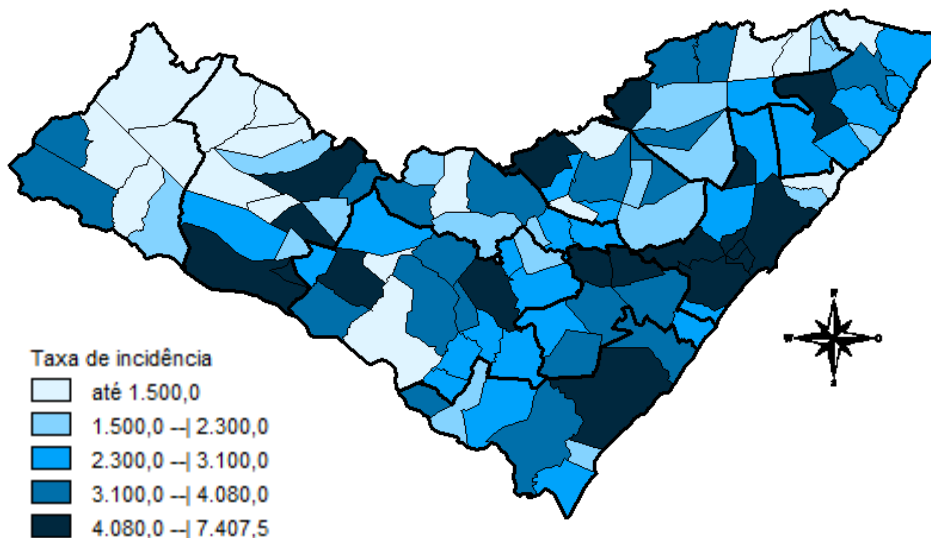 Taxa de incidência
até 1.500,0
1.500,0 --| 2.300,0
2.300,0 --| 3.100,0
3.100,0 --| 4.080,0
4.080,0 --| 7.407,5